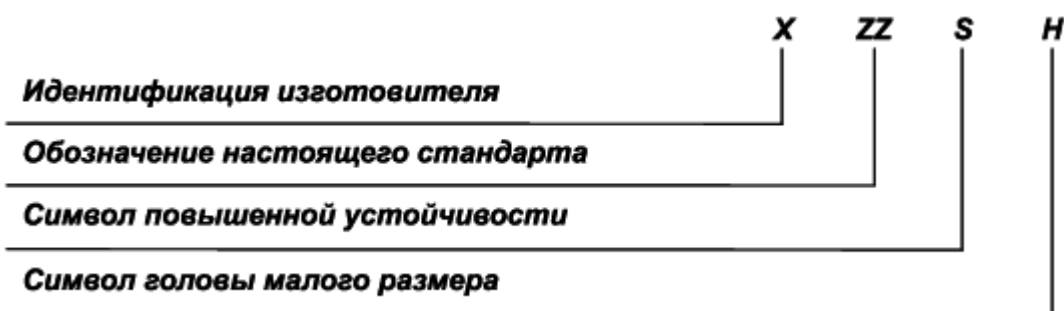 X ZZ S H
Идентификация изготовителя
Обозначение настоящего стандарта
Символ повышенной устойчивости
Символ головы малого размера